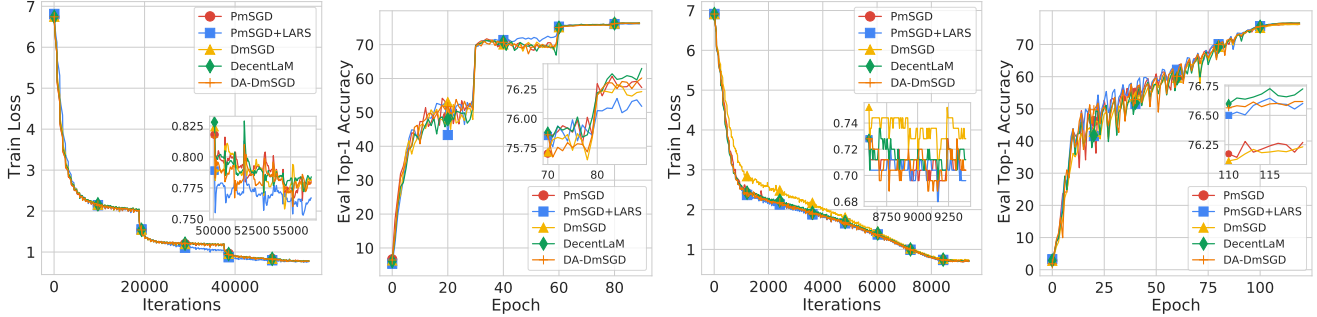 7
6
5
4
3
2
1
Train Loss
PmSGD
PmSGD+LARS
DmSGD
DecentLaM
DA-DmSGD
0.825
0.800
0.775
0.750
50000 52500 55000
0 20000 40000
Iterations
70
60
50
40
30
20
10
Eval Top-1 Accuracy
76.25
76.00
75.75
70 80
PmSGD
PmSGD+LARS
DmSGD
DecentLaM
DA-DmSGD
0 20 40 60 80
Epoch
7
6
5
4
3
2
1
Train Loss
PmSGD
PmSGD+LARS
DmSGD
DecentLaM
DA-DmSGD
0.74
0.72
0.70
0.68
8750 9000 9250
0 2000 4000 6000 8000
Iterations
80
70
60
50
40
30
20
10
0
Eval Top-1 Accuracy
76.75
76.50
76.25
110 115
PmSGD
PmSGD+LARS
DmSGD
DecentLaM
DA-DmSGD
0 25 50 75 100
Epoch